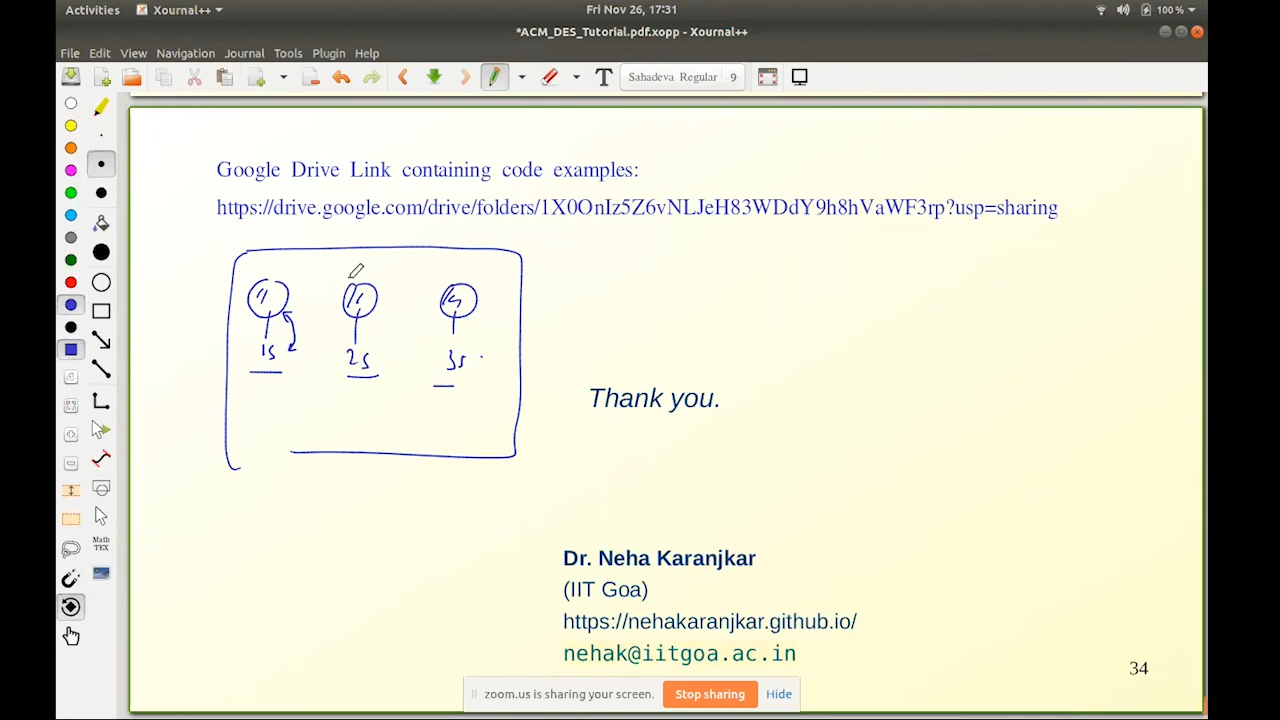 Activities Xournal++ Fri Nov 26, 17:31 100 %
*ACM_DES_Tutorial.pdf.xopp - Xournal++
File Edit View Navigation Journal Tools Plugin Help
Sahadeva Regular 9
Google Drive Link containing code examples:
https://drive.google.com/drive/folders/1X0OnIz5Z6vNLJeH83WDdY9h8hVaWF3rp?usp=sharing
1s 2s 3s
Thank you.
Math
TEX
Dr. Neha Karanjkar
(IIT Goa)
https://nehakaranjkar.github.io/
nehak@iitgoa.ac.in
34
zoom.us is sharing your screen. Stop sharing Hide